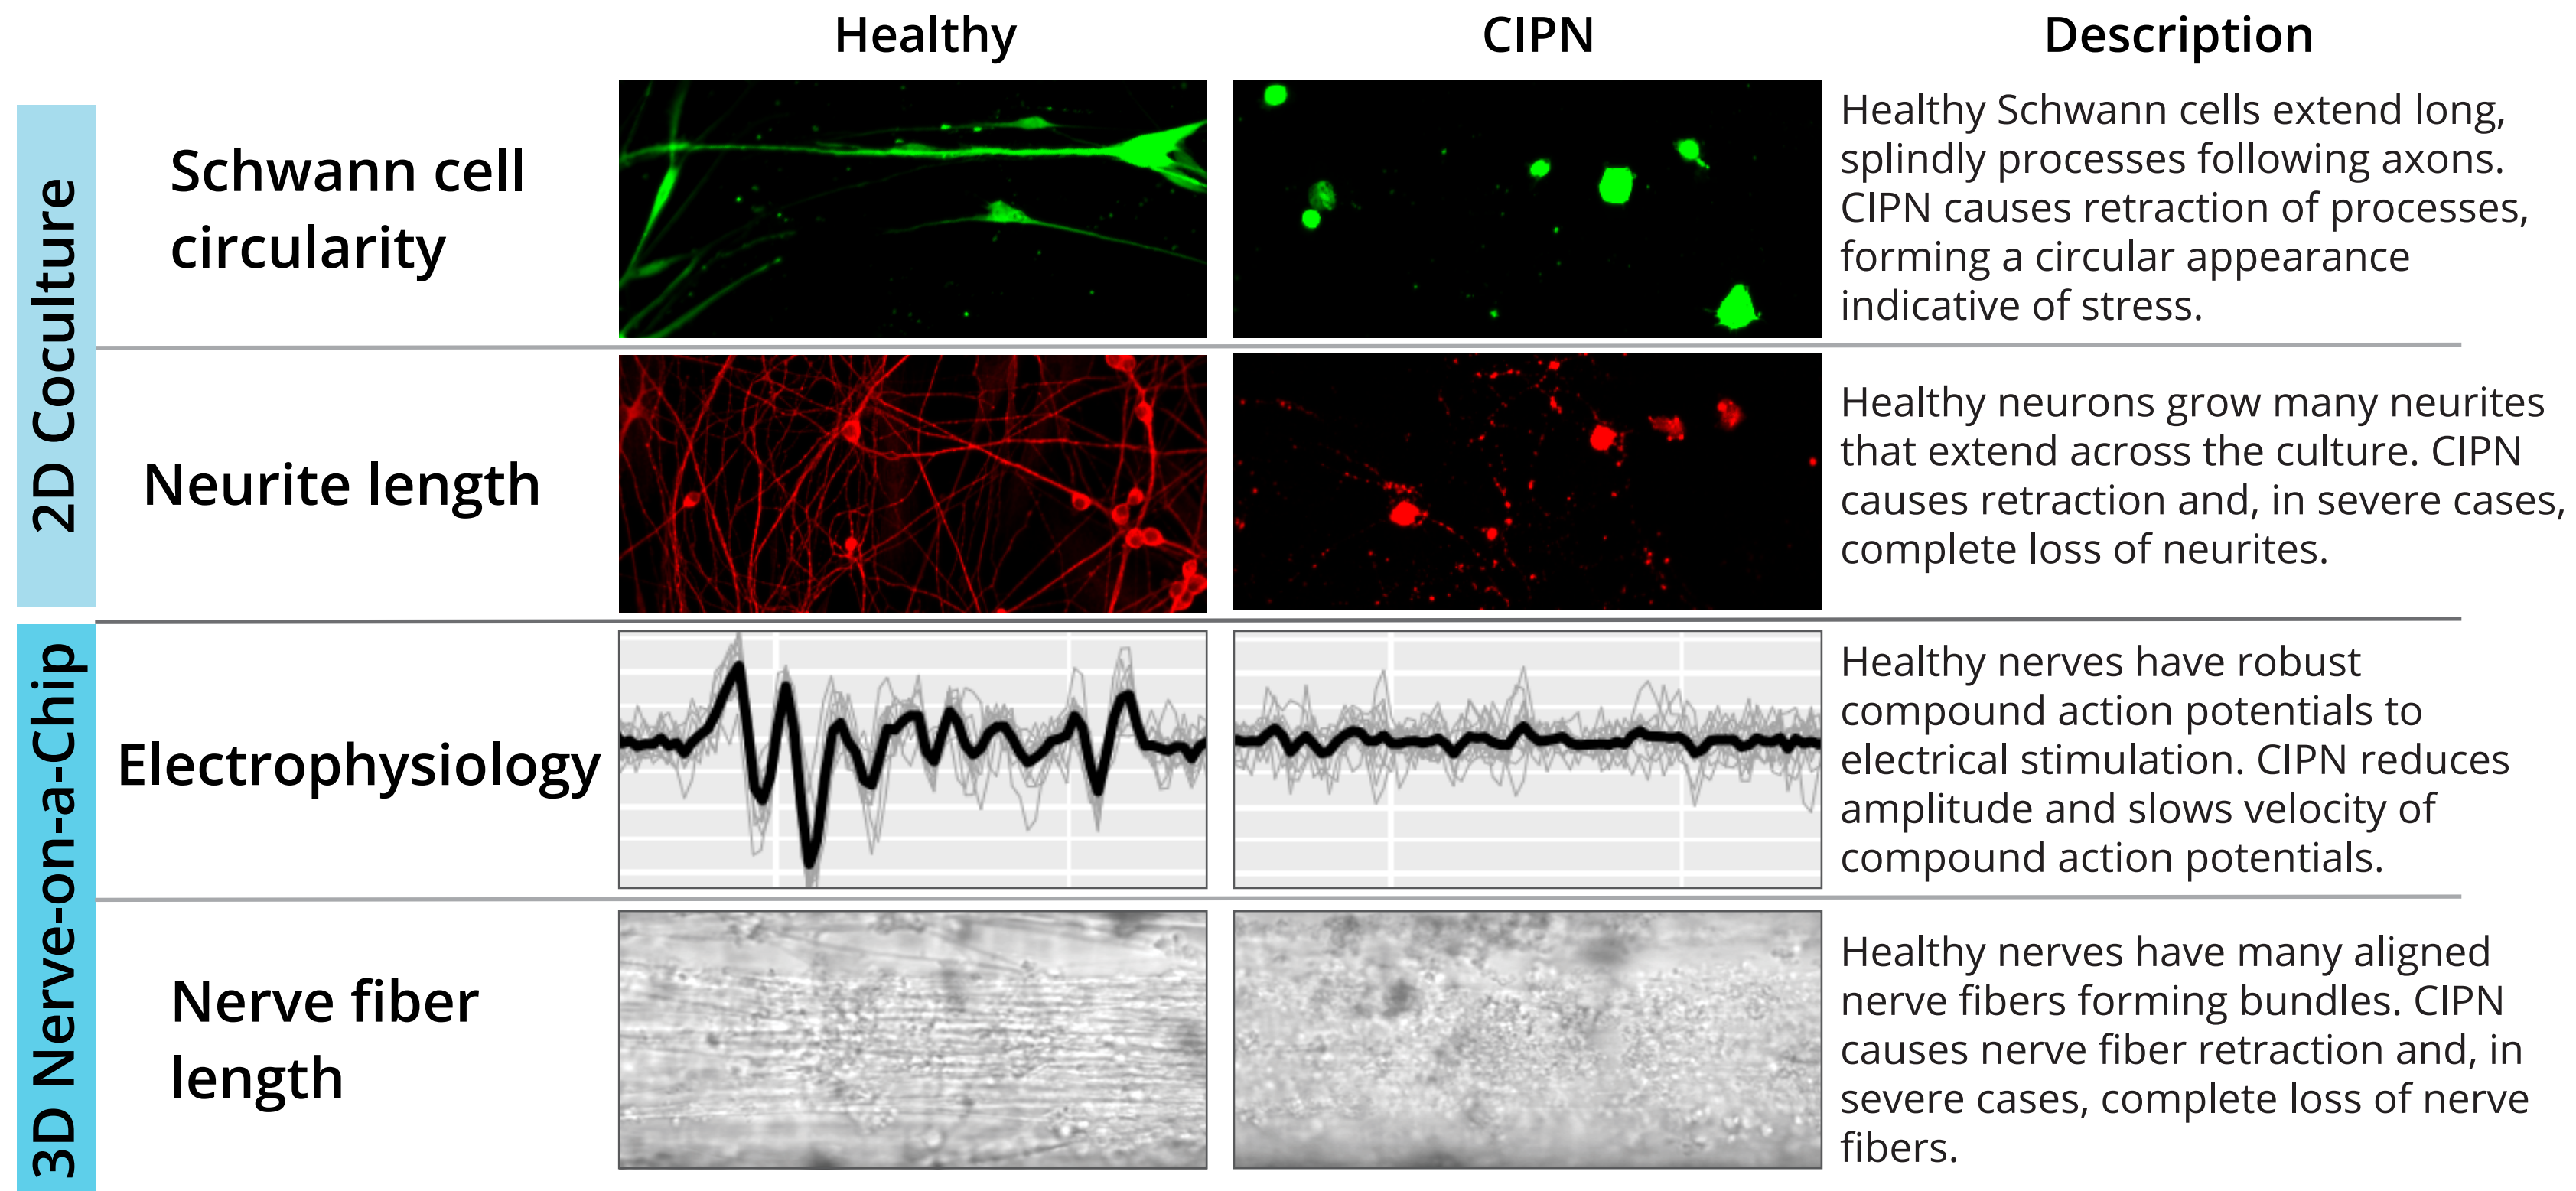 Healthy
CIPN
Description
2D Coculture
Schwann cell
circularity
Healthy Schwann cells extend long,
splindly processes following axons.
CIPN causes retraction of processes,
forming a circular appearance
indicative of stress.
Neurite length
Healthy neurons grow many neurites
that extend across the culture. CIPN
causes retraction and, in severe cases,
complete loss of neurites.
3D Nerve-on-a-Chip
Electrophysiology
Healthy nerves have robust
compound action potentials to
electrical stimulation. CIPN reduces
amplitude and slows velocity of
compound action potentials.
Nerve fiber
length
Healthy nerves have many aligned
nerve fibers forming bundles. CIPN
causes nerve fiber retraction and, in
severe cases, complete loss of nerve
fibers.